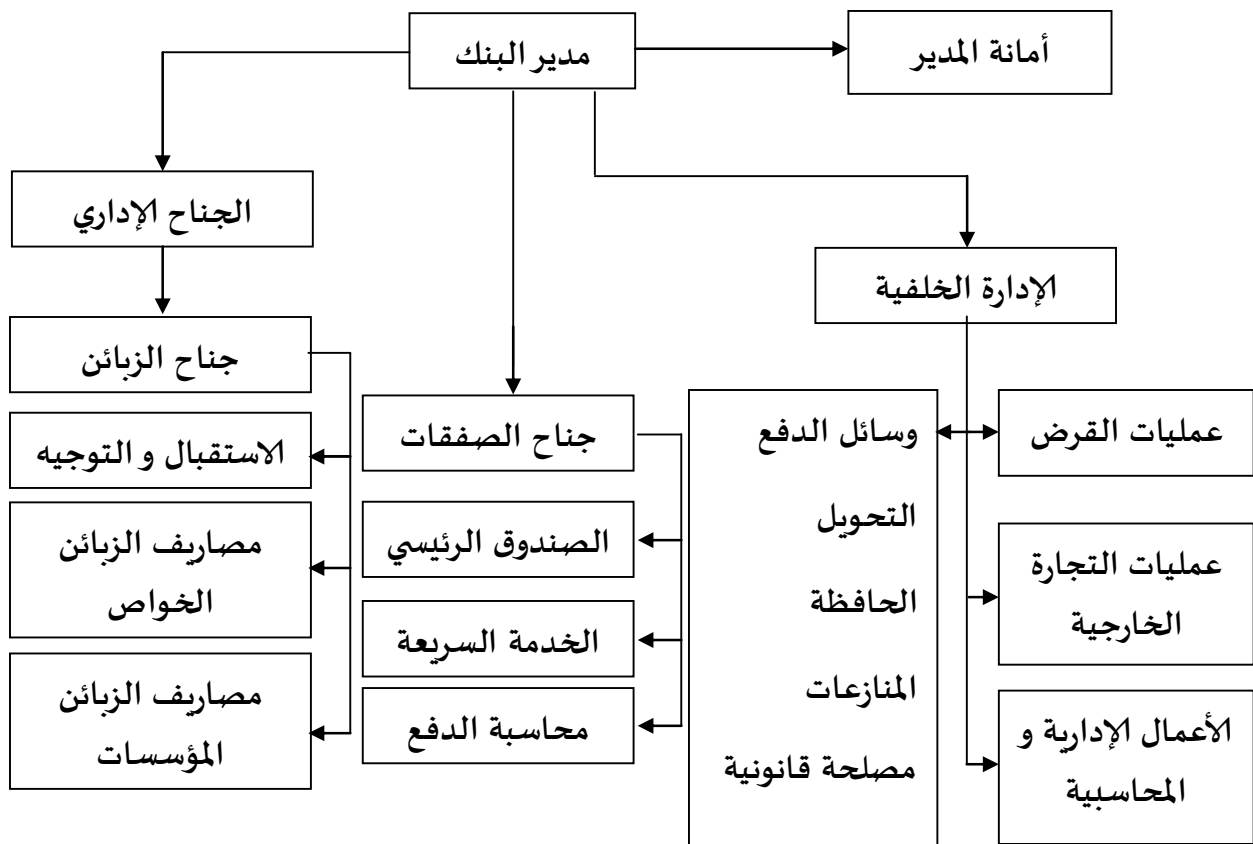 مدير البنك
أمانة المدير
الجناح الإداري
الإدارة الخلفية
جناح الزبائن
الاستقبال و التوجيه
مصاريف الزبائن
الخواص
مصاريف الزبائن
المؤسسات
جناح الصفقات
الصندوق الرئيسي
الخدمة السريعة
محاسبة الدفع
وسائل الدفع
التحويل
الحافظة
المنازعات
مصلحة قانونية
عمليات القرض
عمليات التجارة
الخارجية
الأعمال الإدارية و
المحاسبية